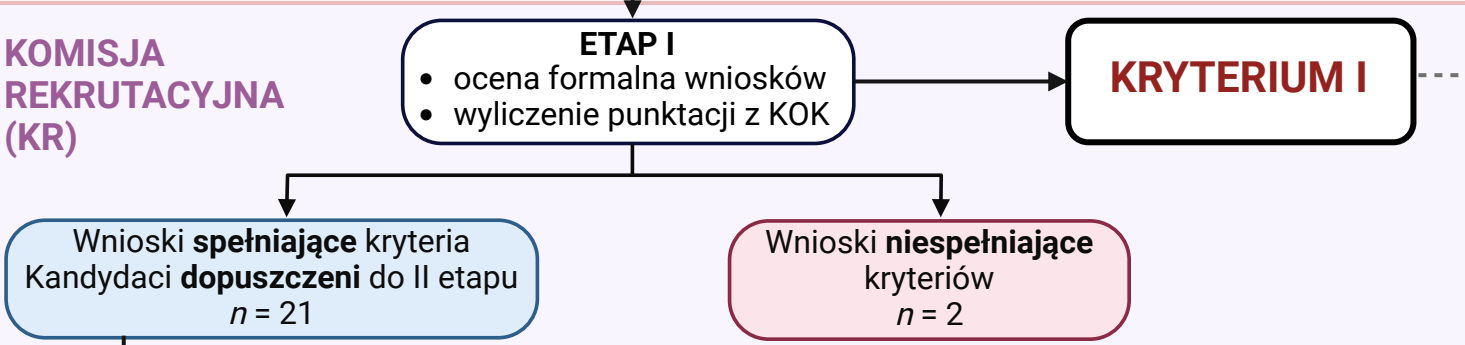 KOMISJA
REKRUTACYJNA
(KR)
ETAP I
• ocena formalna wniosków
• wyliczenie punktacji z KOK
KRYTERIUM I
Wnioski spełniające kryteria
Kandydaci dopuszczeni do II etapu
n = 21
Wnioski niespełniające
kryteriów
n = 2